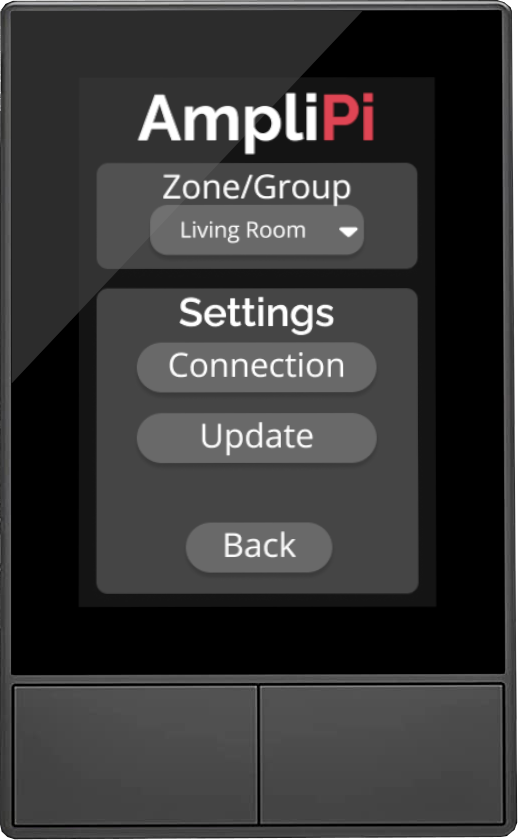 AmpliPi
Zone/Group
Living Room
Settings
Connection
Update
Back